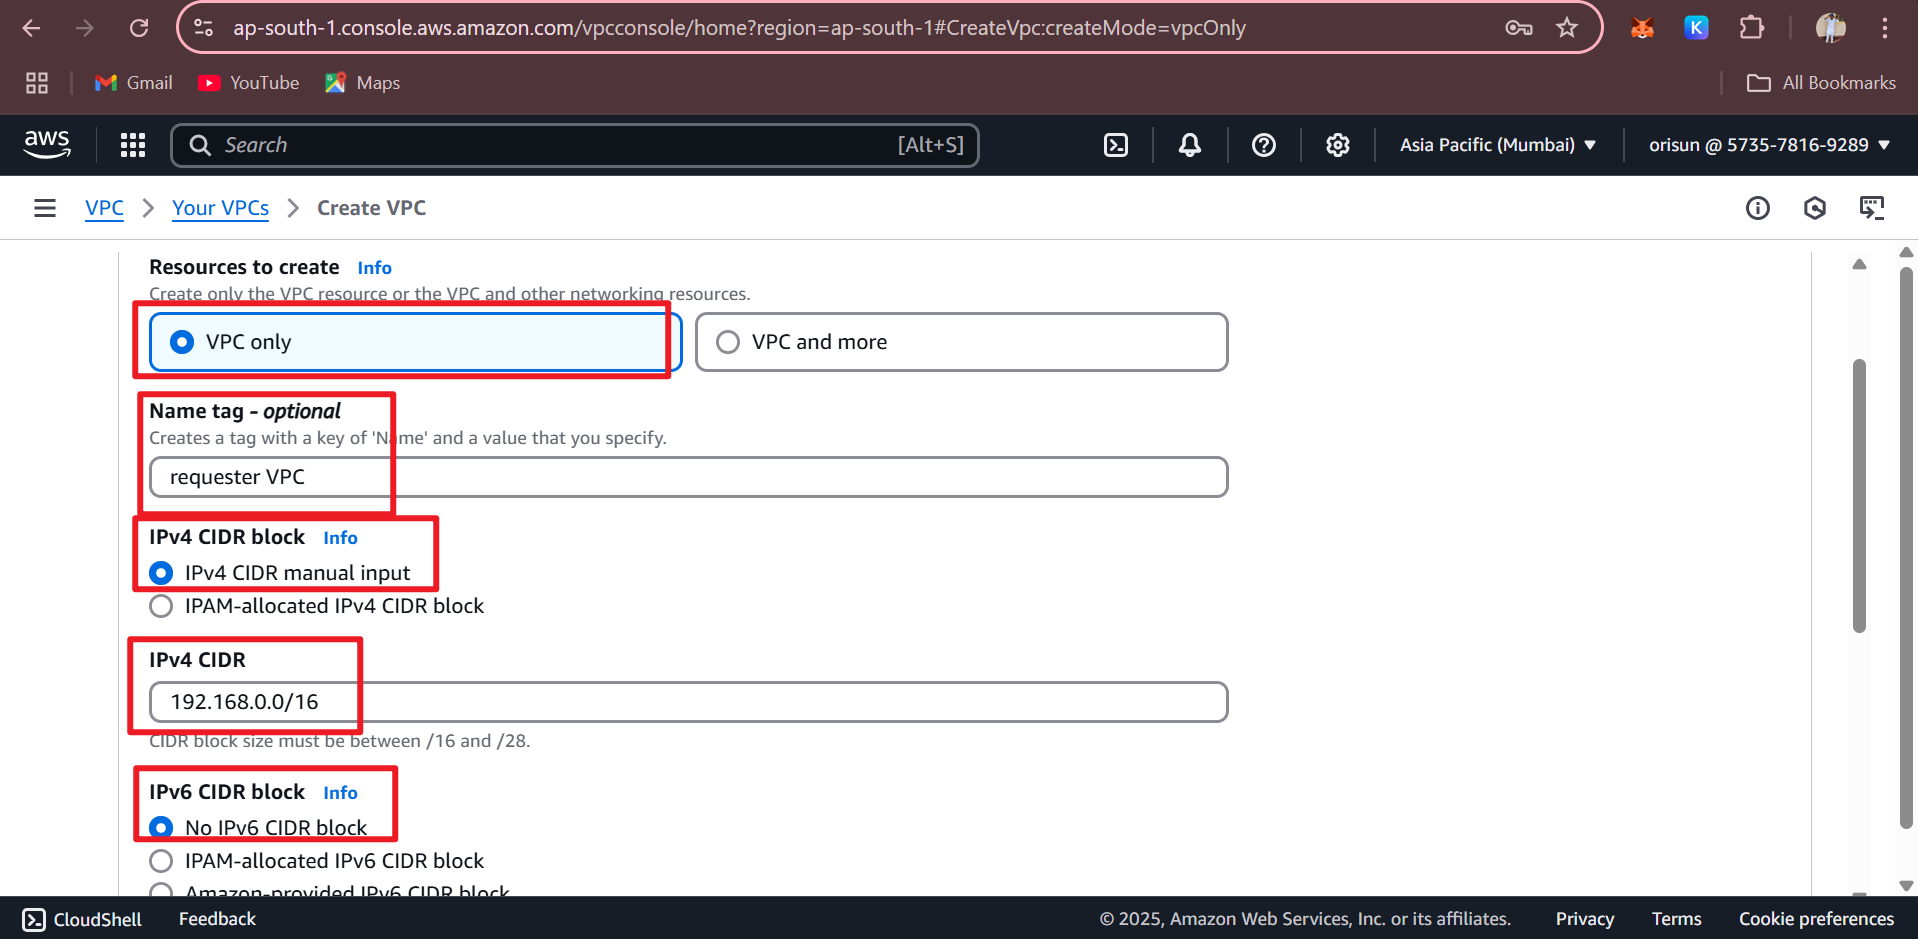 ap-south-1.console.aws.amazon.com/vpcconsole/home?region=ap-south-1#CreateVpc:createMode=vpcOnly
K
Gmail YouTube Maps All Bookmarks
aws Search [Alt+S] Asia Pacific (Mumbai) orisun @ 5735-7816-9289
VPC Your VPCs Create VPC
Resources to create Info
Create only the VPC resource or the VPC and other networking resources.
VPC only VPC and more
Name tag - optional
Creates a tag with a key of 'Name' and a value that you specify.
requester VPC
IPv4 CIDR block Info
IPv4 CIDR manual input
IPAM-allocated IPv4 CIDR block
IPv4 CIDR
192.168.0.0/16
CIDR block size must be between /16 and /28.
IPv6 CIDR block Info
No IPv6 CIDR block
IPAM-allocated IPv6 CIDR block
Amazon-provided IPv6 CIDR block
CloudShell Feedback © 2025, Amazon Web Services, Inc. or its affiliates. Privacy Terms Cookie preferences